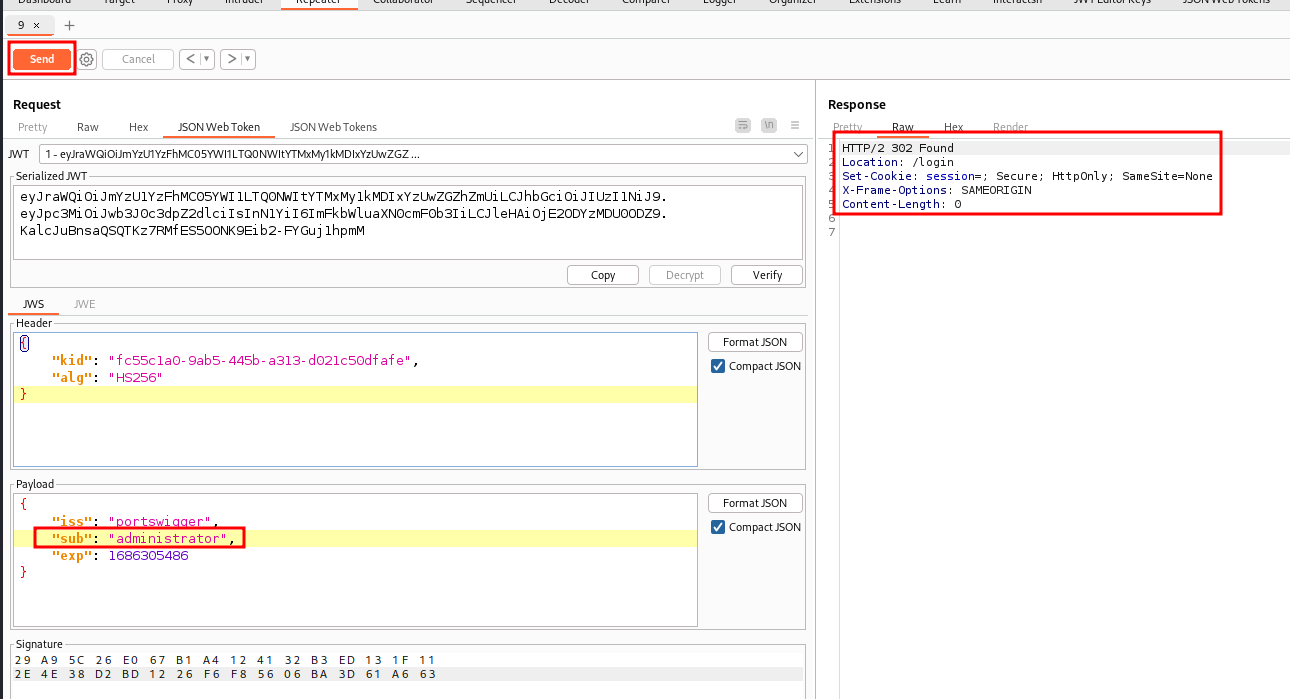 Dashboard Target Proxy Intruder Repeater Collaborator Sequencer Decoder Comparer Logger Organizer Extensions Learn InteractSh JWT Editor Keys JSON Web Tokens
9 × +
Send Cancel < ▾ > ▾
Request
Pretty Raw Hex JSON Web Token JSON Web Tokens \n
JWT 1 - eyJraWQiOiJmYzU1YzFhMC05YWI1LTQ0NWItYTMxMy1kMDIxYzUwZGZ ...
Serialized JWT
eyJraWQiOiJmYzU1YzFhMC05YWI1LTQ0NWItYTMxMy1kMDIxYzUwZGZhZmUiLCJhbGciOiJIUzI1NiJ9.
eyJpc3MiOiJwb3J0c3dpZ2dlciIsInN1YiI6ImFkbWluaXN0cmF0b3IiLCJleHAiOjE2ODYzMDU0ODZ9.
KalcJuBnsaQSQTKz7RMfES5OONK9Eib2-FYGuj1hpmM
Copy Decrypt Verify
JWS JWE
Header
{
"kid": "fc55c1a0-9ab5-445b-a313-d021c50dfafe",
"alg": "HS256"
}
Format JSON
Compact JSON
Payload
{
"iss": "portswigger",
"sub": "administrator",
"exp": 1686305486
}
Format JSON
Compact JSON
Signature
29 A9 5C 26 E0 67 B1 A4 12 41 32 B3 ED 13 1F 11
2E 4E 38 D2 BD 12 26 F6 F8 56 06 BA 3D 61 A6 63
Response
Pretty Raw Hex Render
1 HTTP/2 302 Found
2 Location: /login
3 Set-Cookie: session=; Secure; HttpOnly; SameSite=None
4 X-Frame-Options: SAMEORIGIN
5 Content-Length: 0
6
7